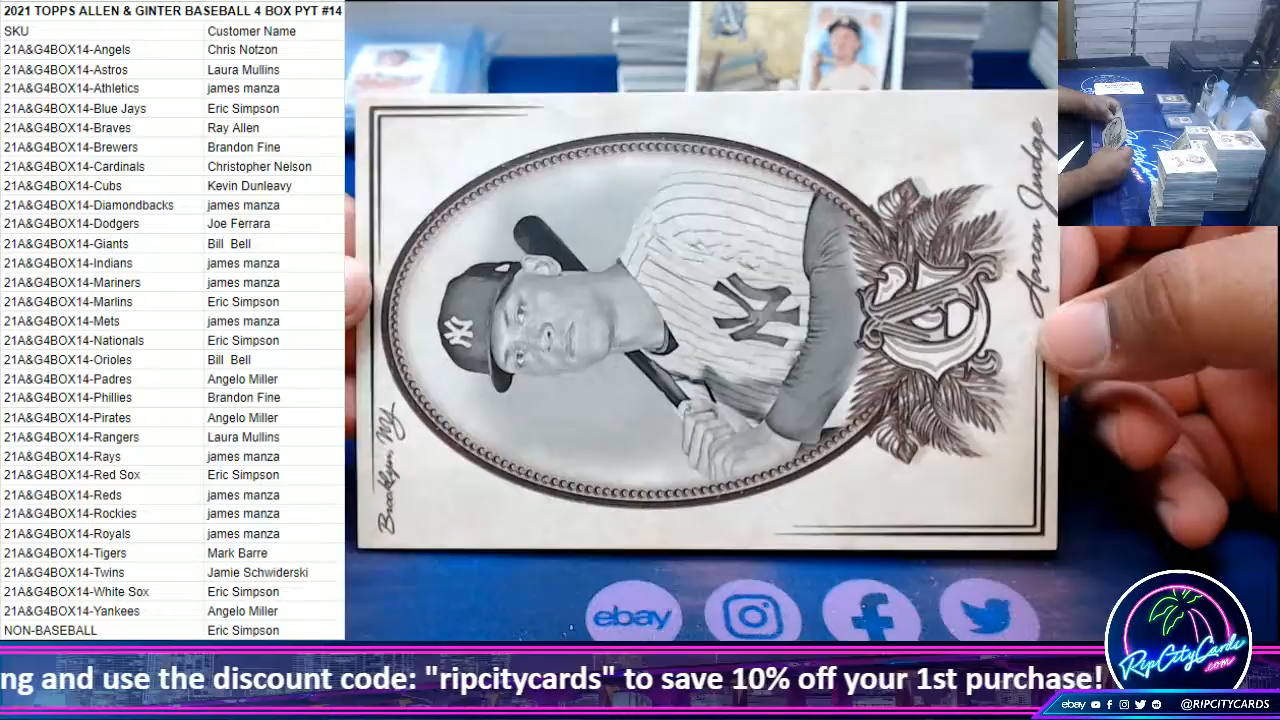 2021 TOPPS ALLEN & GINTER BASEBALL 4 BOX PYT #14
SKU Customer Name
21A&G4BOX14-Angels Chris Notzon
21A&G4BOX14-Astros Laura Mullins
21A&G4BOX14-Athletics james manza
21A&G4BOX14-Blue Jays Eric Simpson
21A&G4BOX14-Braves Ray Allen
21A&G4BOX14-Brewers Brandon Fine
21A&G4BOX14-Cardinals Christopher Nelson
21A&G4BOX14-Cubs Kevin Dunleavy
21A&G4BOX14-Diamondbacks james manza
21A&G4BOX14-Dodgers Joe Ferrara
21A&G4BOX14-Giants Bill Bell
21A&G4BOX14-Indians james manza
21A&G4BOX14-Mariners james manza
21A&G4BOX14-Marlins Eric Simpson
21A&G4BOX14-Mets james manza
21A&G4BOX14-Nationals Eric Simpson
21A&G4BOX14-Orioles Bill Bell
21A&G4BOX14-Padres Angelo Miller
21A&G4BOX14-Phillies Brandon Fine
21A&G4BOX14-Pirates Angelo Miller
21A&G4BOX14-Rangers Laura Mullins
21A&G4BOX14-Rays james manza
21A&G4BOX14-Red Sox Eric Simpson
21A&G4BOX14-Reds james manza
21A&G4BOX14-Rockies james manza
21A&G4BOX14-Royals james manza
21A&G4BOX14-Tigers Mark Barre
21A&G4BOX14-Twins Jamie Schwiderski
21A&G4BOX14-White Sox Eric Simpson
21A&G4BOX14-Yankees Angelo Miller
NON-BASEBALL Eric Simpson
Brooklyn NY
NY
NY
Aaron Judge
ebay
ng and use the discount code: "ripcitycards" to save 10% off your 1st purchase!
RipCityCards
.com
ebay @RIPCITYCARDS